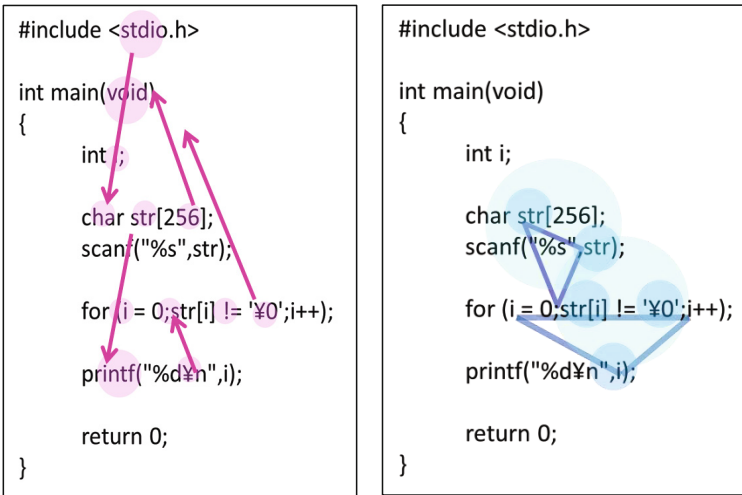 #include <stdio.h>
int main(void)
{
int i;
char str[256];
scanf("%s",str);
for (i = 0;str[i] != '¥0';i++);
printf("%d¥n",i);
return 0;
}
#include <stdio.h>
int main(void)
{
int i;
char str[256];
scanf("%s",str);
for (i = 0;str[i] != '¥0';i++);
printf("%d¥n",i);
return 0;
}